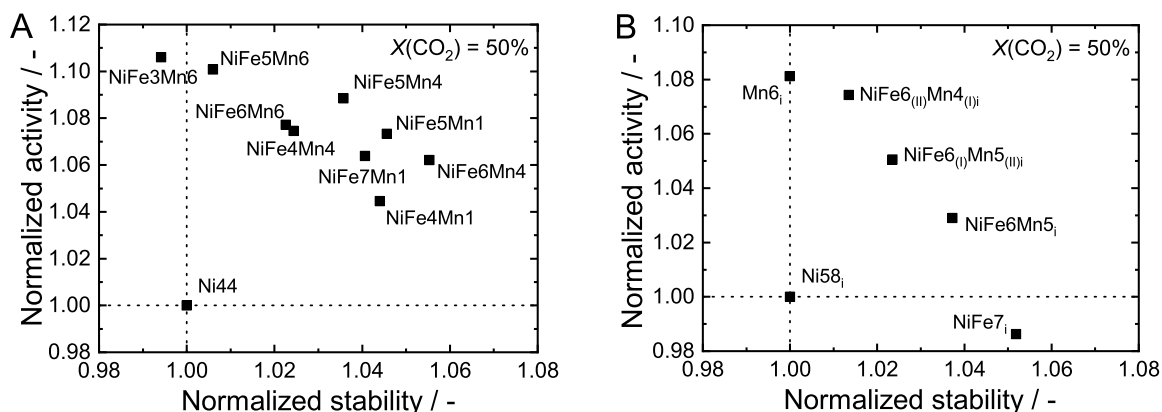 A
X(CO₂) = 50%
NiFe3Mn6
NiFe5Mn6
NiFe5Mn4
NiFe6Mn6
NiFe4Mn4
NiFe5Mn1
NiFe7Mn1
NiFe6Mn4
NiFe4Mn1
Ni44
1.12
1.10
1.08
1.06
1.04
1.02
1.00
0.98
0.98 1.00 1.02 1.04 1.06 1.08
Normalized activity / -
Normalized stability / -
B
X(CO₂) = 50%
Mn6ᵢ
NiFe6₍II₎Mn4₍I₎ᵢ
NiFe6₍I₎Mn5₍II₎ᵢ
NiFe6Mn5ᵢ
Ni58ᵢ
NiFe7ᵢ
1.10
1.08
1.06
1.04
1.02
1.00
0.98
0.98 1.00 1.02 1.04 1.06 1.08
Normalized activity / -
Normalized stability / -